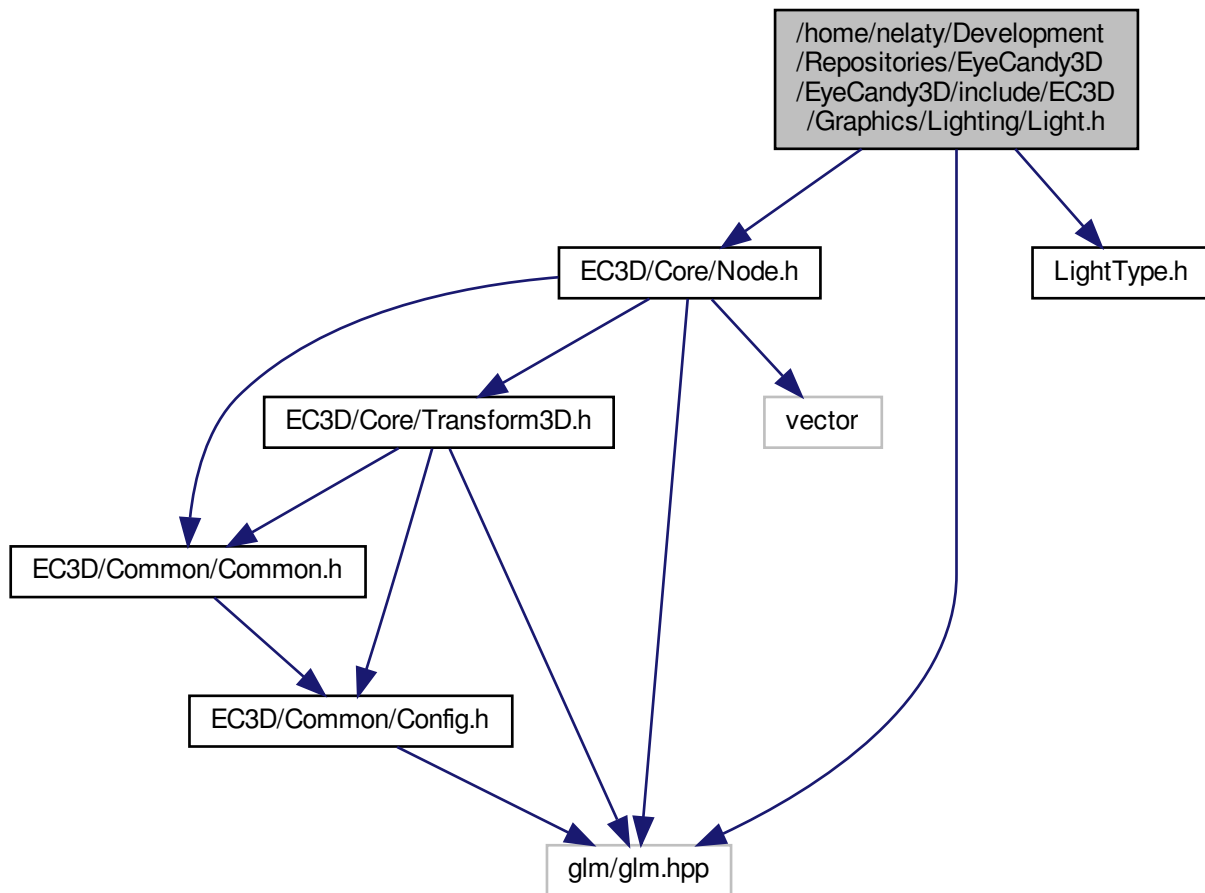 /home/nelaty/Development
/Repositories/EyeCandy3D
/EyeCandy3D/include/EC3D
/Graphics/Lighting/Light.h
EC3D/Core/Node.h
LightType.h
EC3D/Core/Transform3D.h
vector
EC3D/Common/Common.h
EC3D/Common/Config.h
glm/glm.hpp